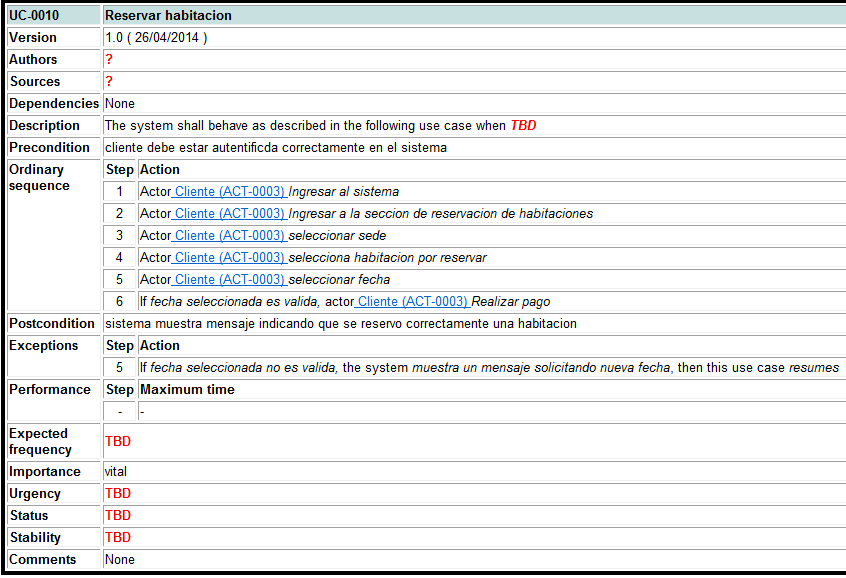 UC-0010 Reservar habitacion
Version 1.0 ( 26/04/2014 )
Authors ?
Sources ?
Dependencies None
Description The system shall behave as described in the following use case when TBD
Precondition cliente debe estar autentificda correctamente en el sistema
Ordinary sequence Step Action
1 Actor Cliente (ACT-0003) Ingresar al sistema
2 Actor Cliente (ACT-0003) Ingresar a la seccion de reservacion de habitaciones
3 Actor Cliente (ACT-0003) seleccionar sede
4 Actor Cliente (ACT-0003) selecciona habitacion por reservar
5 Actor Cliente (ACT-0003) seleccionar fecha
6 If fecha seleccionada es valida, actor Cliente (ACT-0003) Realizar pago
Postcondition sistema muestra mensaje indicando que se reservo correctamente una habitacion
Exceptions Step Action
5 If fecha seleccionada no es valida, the system muestra un mensaje solicitando nueva fecha, then this use case resumes
Performance Step Maximum time
- -
Expected frequency TBD
Importance vital
Urgency TBD
Status TBD
Stability TBD
Comments None